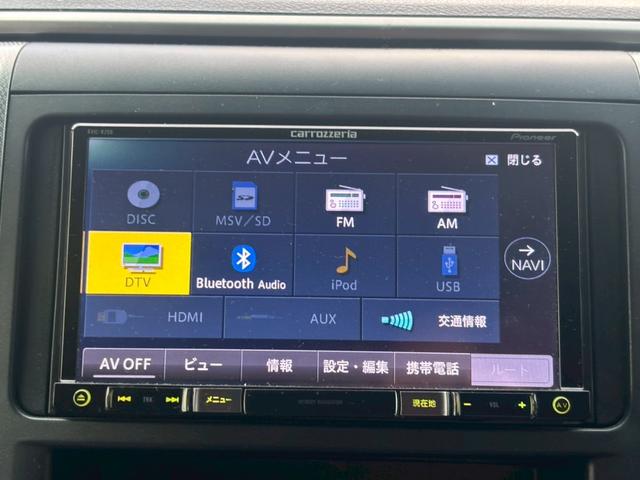 carrozzeria
Pioneer
AVメニュー
閉じる
DISC
MSV/SD
FM
AM
DTV
Bluetooth Audio
iPod
USB
NAVI
HDMI
AUX
交通情報
AV OFF
ビュー
情報
設定・編集
携帯電話
ルート
TRK
メニュー
現在地
VOL
AV